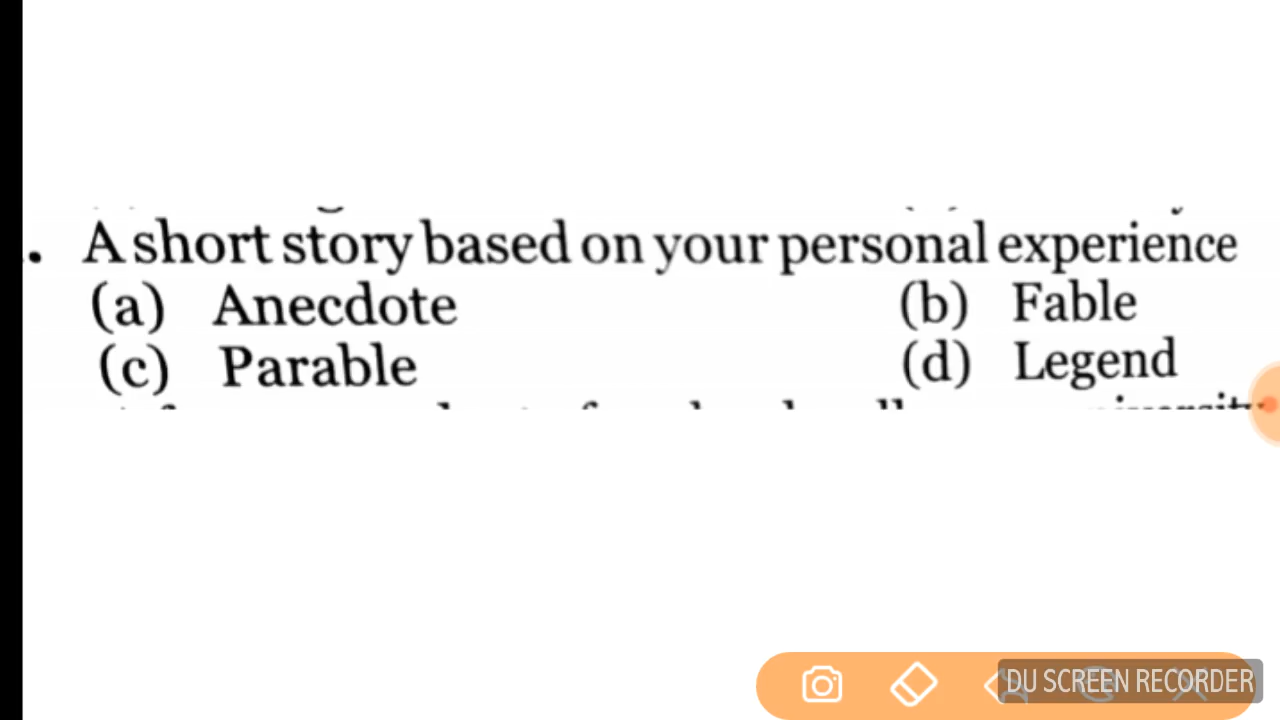 . A short story based on your personal experience
(a) Anecdote (b) Fable
(c) Parable (d) Legend
DU SCREEN RECORDER